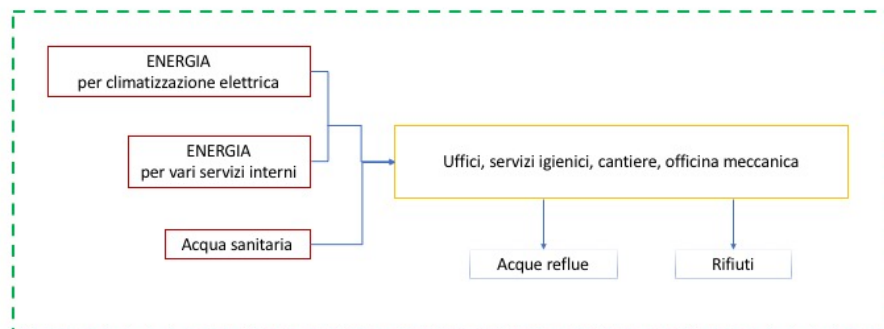 ENERGIA
per climatizzazione elettrica
ENERGIA
per vari servizi interni
Uffici, servizi igienici, cantiere, officina meccanica
Acqua sanitaria
Acque reflue
Rifiuti